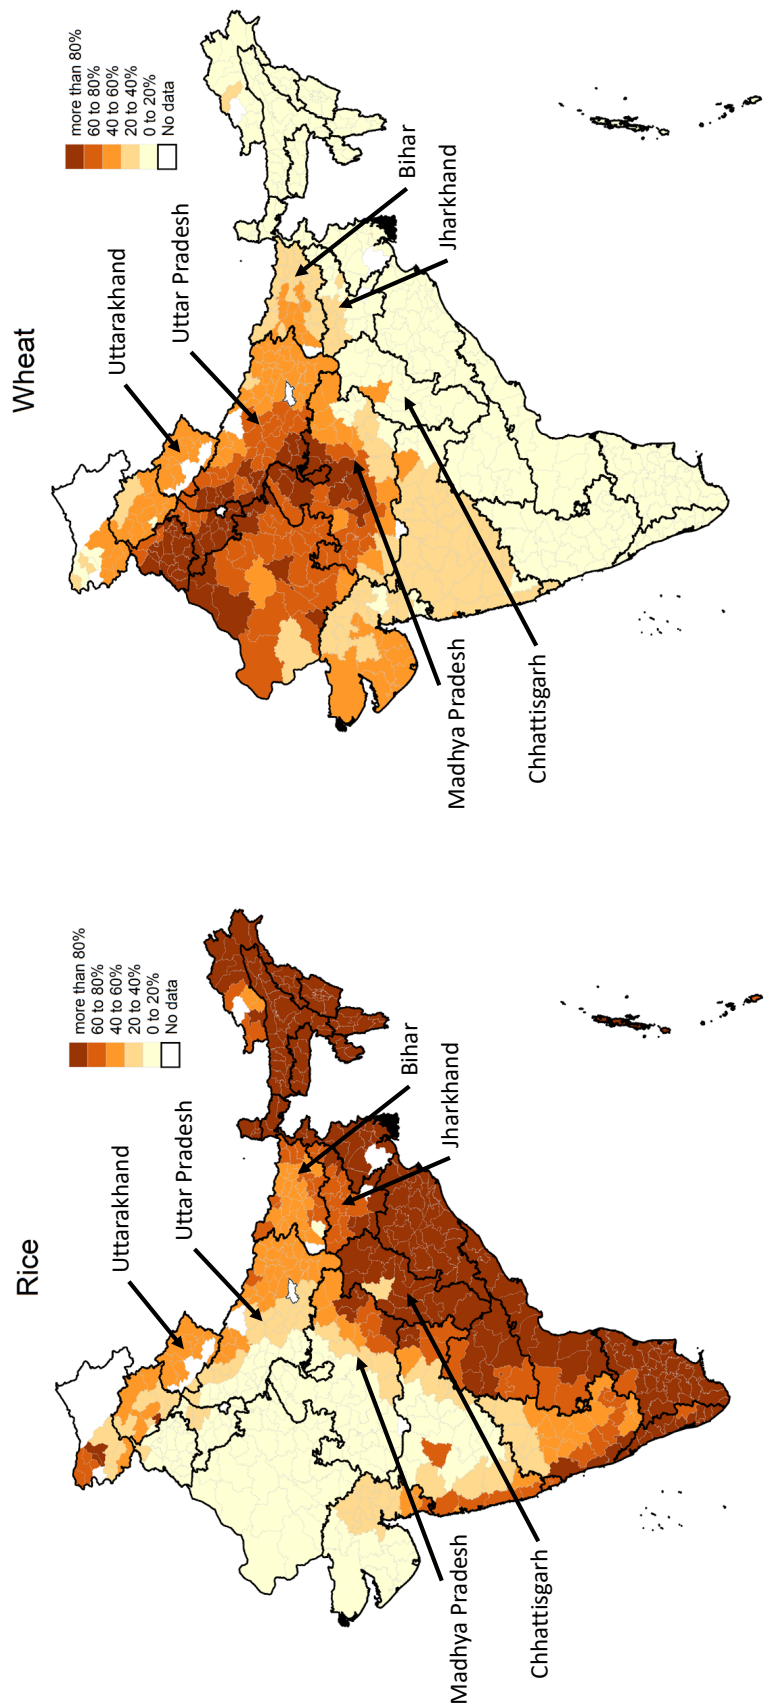 Rice
more than 80%
60 to 80%
40 to 60%
20 to 40%
0 to 20%
No data
Uttarakhand
Uttar Pradesh
Bihar
Jharkhand
Madhya Pradesh
Chhattisgarh
Wheat
more than 80%
60 to 80%
40 to 60%
20 to 40%
0 to 20%
No data
Uttarakhand
Uttar Pradesh
Bihar
Jharkhand
Madhya Pradesh
Chhattisgarh